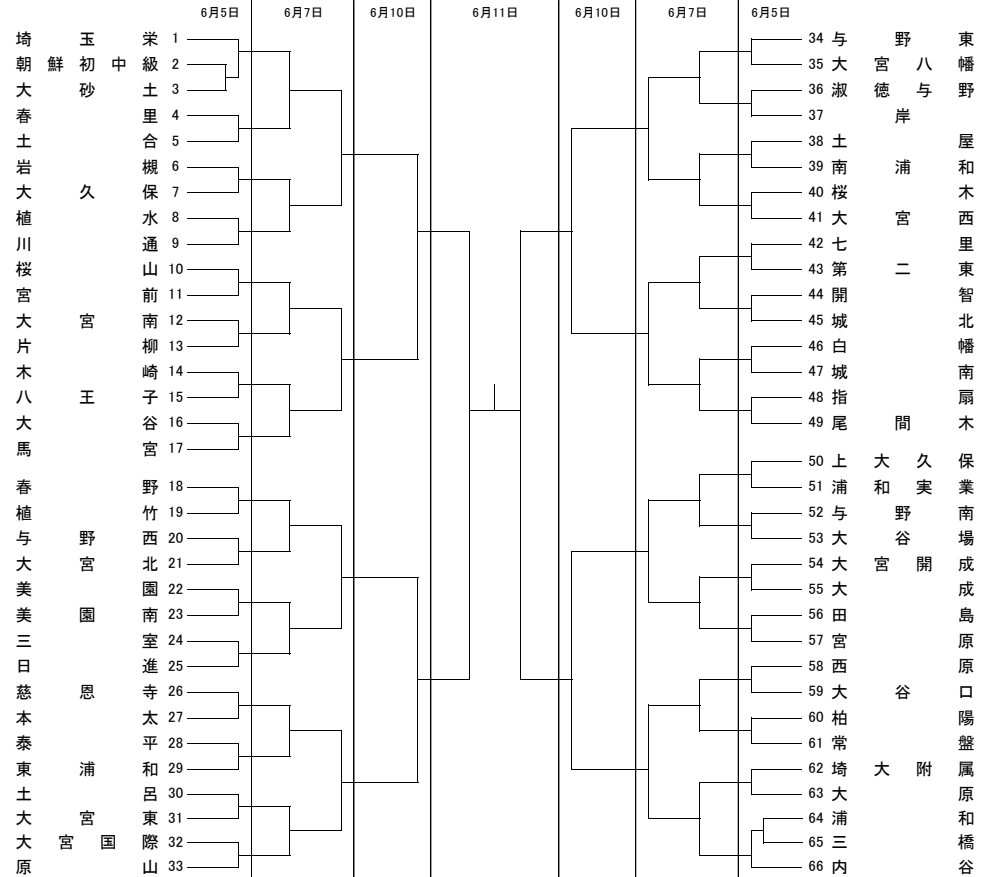 6月5日 6月7日 6月10日 6月11日 6月10日 6月7日 6月5日
埼玉栄 1
朝鮮初中級 2
大砂土 3
春里 4
土合 5
岩槻 6
大久保 7
植水 8
川通 9
桜山 10
宮前 11
大宮南 12
片柳 13
木崎 14
八王子 15
大谷 16
馬宮 17
春野 18
植竹 19
与野西 20
大宮北 21
美園 22
美園南 23
三室 24
日進 25
慈恩寺 26
本太 27
泰平 28
東浦和 29
土呂 30
大宮東 31
大宮国際 32
原山 33
34 与野東
35 大宮八幡
36 淑徳与野
37 岸
38 土屋
39 南浦和
40 桜木
41 大宮西
42 七里
43 第二東
44 開智
45 城北
46 白幡
47 城南
48 指扇
49 尾間木
50 上大久保
51 浦和実業
52 与野南
53 大谷場
54 大宮開成
55 大成
56 田島
57 宮原
58 西原
59 大谷口
60 柏陽
61 常盤
62 埼大附属
63 大原
64 浦和
65 三橋
66 内谷